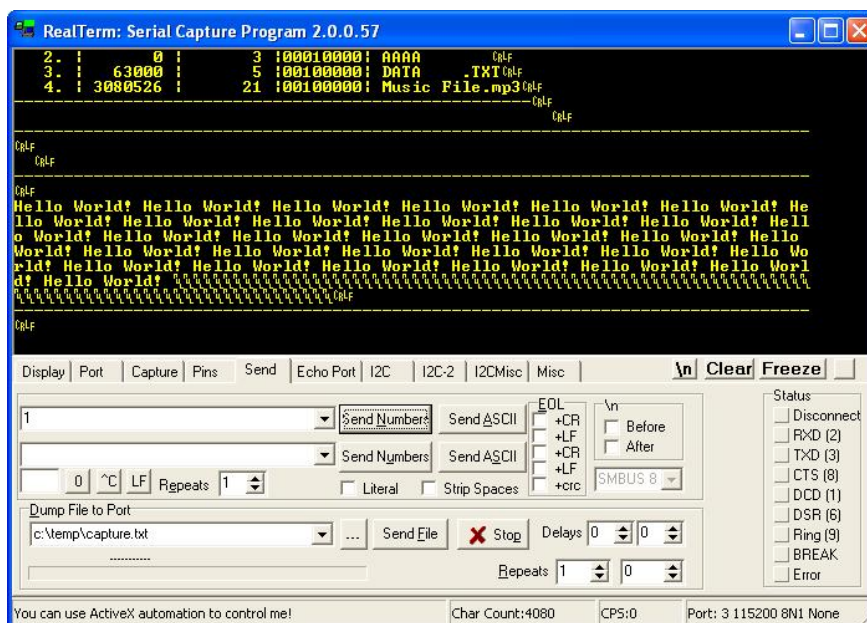 RealTerm: Serial Capture Program 2.0.0.57
2. | 0 | 3 |00010000| AAAA CRLF
3. | 63000 | 5 |00100000| DATA .TXTCRLF
4. | 3080526 | 21 |00100000| Music File.mp3CRLF
CRLF
CRLF
CRLF
CRLF
CRLF
Hello World! Hello World! Hello World! Hello World! Hello World! Hello World! He
llo World! Hello World! Hello World! Hello World! Hello World! Hello World! Hell
o World! Hello World! Hello World! Hello World! Hello World! Hello World! Hello
World! Hello World! Hello World! Hello World! Hello World! Hello World! Hello Wo
rld! Hello World! Hello World! Hello World! Hello World! Hello World! Hello Worl
d! Hello World!
CRLF
CRLF
Display Port Capture Pins Send Echo Port I2C I2C-2 I2CMisc Misc \n Clear Freeze
1 Send Numbers Send ASCII
Send Numbers Send ASCII
0 ^C LF Repeats 1 Literal Strip Spaces
EOL
+CR
+LF
+CR
+LF
+crc
\n
Before
After
SMBUS 8
Dump File to Port
c:\temp\capture.txt ... Send File Stop Delays 0 0
Repeats 1 0
Status
Disconnect
RXD (2)
TXD (3)
CTS (8)
DCD (1)
DSR (6)
Ring (9)
BREAK
Error
You can use ActiveX automation to control me! Char Count:4080 CPS:0 Port: 3 115200 8N1 None